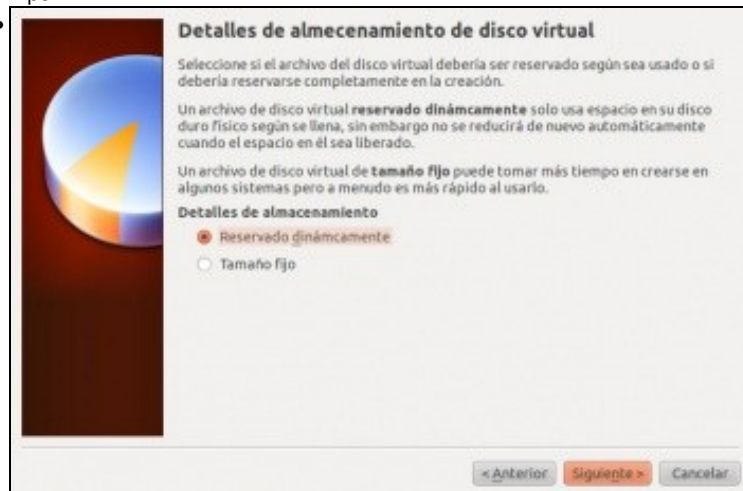 Detalles de almecenamiento de disco virtual
Seleccione si el archivo del disco virtual debería ser reservado según sea usado o si
debería reservarse completamente en la creación.
Un archivo de disco virtual reservado dinámcamente solo usa espacio en su disco
duro físico según se llena, sin embargo no se reducirá de nuevo automáticamente
cuando el espacio en él sea liberado.
Un archivo de disco virtual de tamaño fijo puede tomar más tiempo en crearse en
algunos sistemas pero a menudo es más rápido al usarlo.
Detalles de almacenamiento
Reservado dinámcamente
Tamaño fijo
< Anterior Siguiente > Cancelar